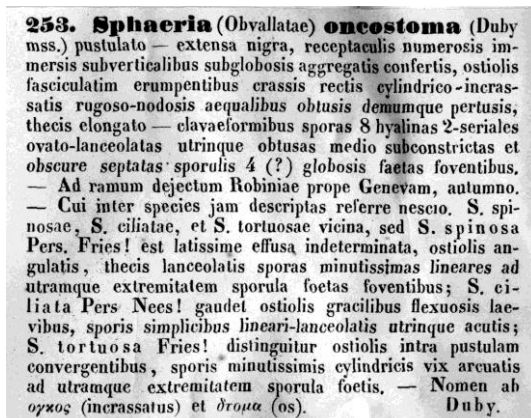 253. Sphaeria (Obvallatae) oncostoma (Duby
mss.) pustulato — extensa nigra, receptaculis numerosis im-
mersis subverticalibus subglobosis aggregatis confertis, ostiolis
fasciculatim erumpentibus crassis rectis cylindrico-incras-
satis rugoso-nodosis aequalibus obtusis demumque pertusis,
thecis elongato — clavaeformibus sporas 8 hyalinas 2-seriales
ovato-lanceolatas utrinque obtusas medio subconstrictas et
obscure septatas sporulis 4 (?) globosis faetas foventibus.
— Ad ramum dejectum Robiniae prope Genevam, autumno.
— Cui inter species jam descriptas referre nescio. S. spi-
nosae, S. ciliatae, et S. tortuosae vicina, sed S. spinosa
Pers. Fries! est latissime effusa indeterminata, ostiolis an-
gulatis, thecis lanceolatis sporas minutissimas lineares ad
utramque extremitatem sporula foetas foventibus; S. ci-
liata Pers Nees! gaudet ostiolis gracilibus flexuosis lae-
vibus, sporis simplicibus lineari-lanceolatis utrinque acutis;
S. tortuosa Fries! distinguitur ostiolis intra pustulam
convergentibus, sporis minutissimis cylindricis vix arcuatis
ad utramque extremitatem sporula foetis. — Nomen ab
ογκος (incrassatus) et δτομα (os). Duby.